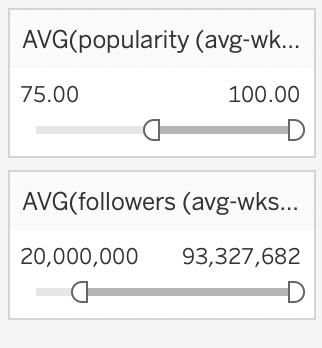 AVG(popularity (avg-wk...
75.00 100.00
AVG(followers (avg-wks...
20,000,000 93,327,682